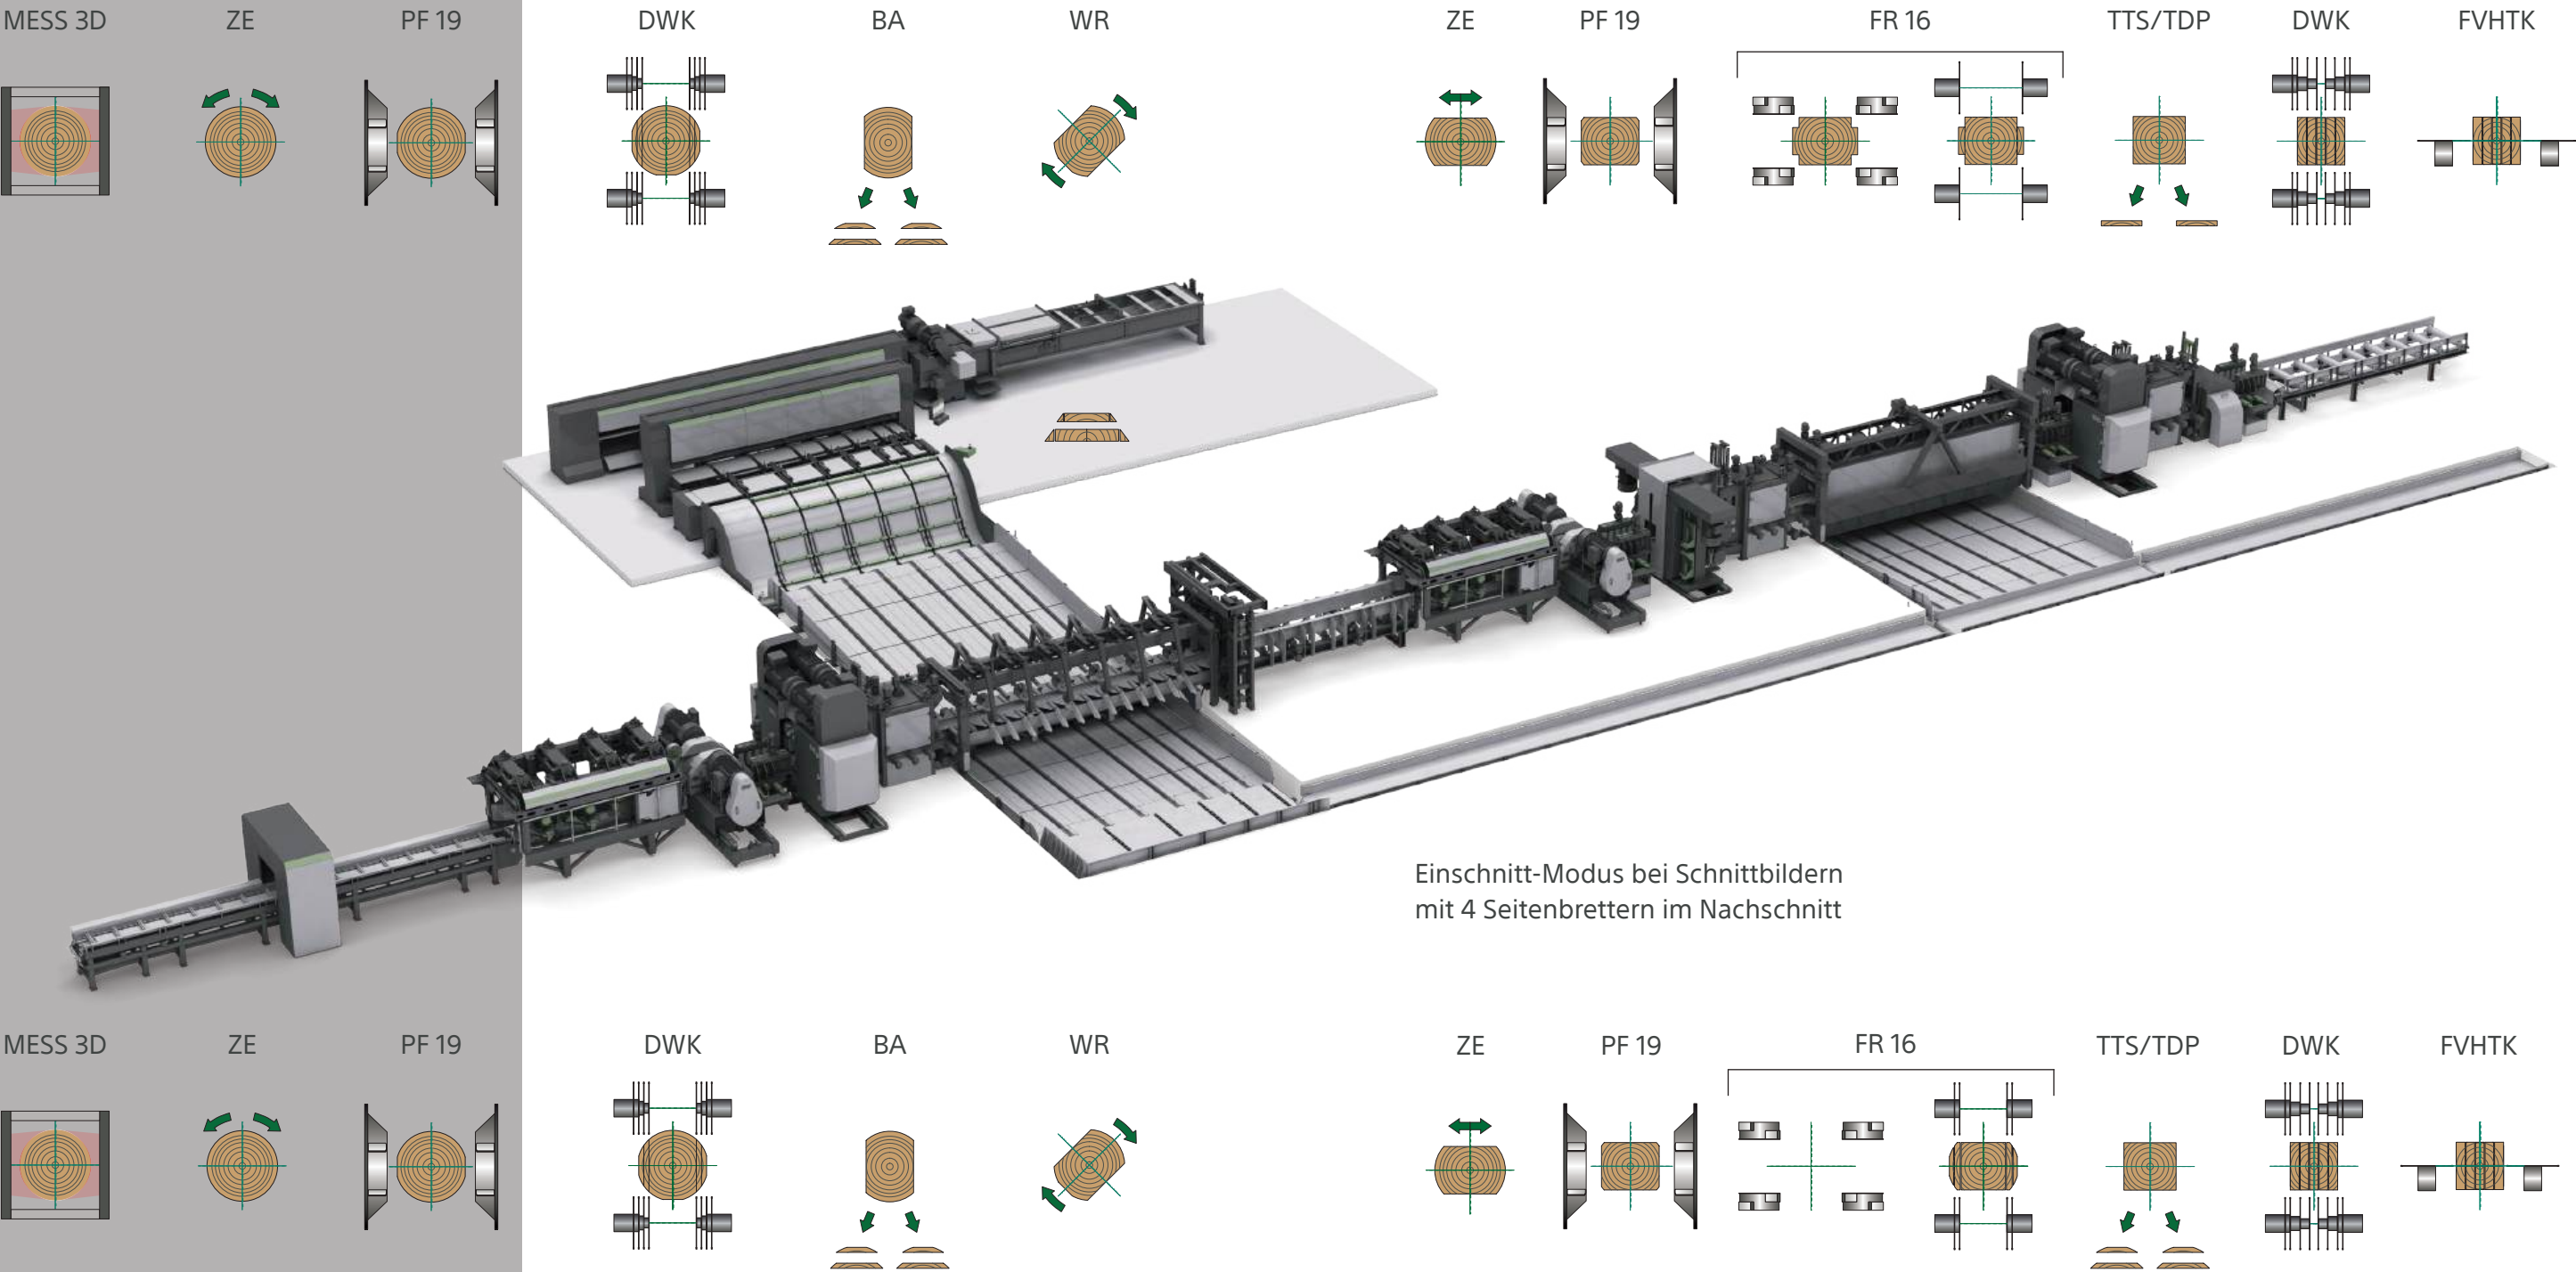 MESS 3D ZE PF 19 DWK BA WR ZE PF 19 FR 16 TTS/TDP DWK FVHTK
Einschnitt-Modus bei Schnittbildern
mit 4 Seitenbrettern im Nachschnitt
MESS 3D ZE PF 19 DWK BA WR ZE PF 19 FR 16 TTS/TDP DWK FVHTK